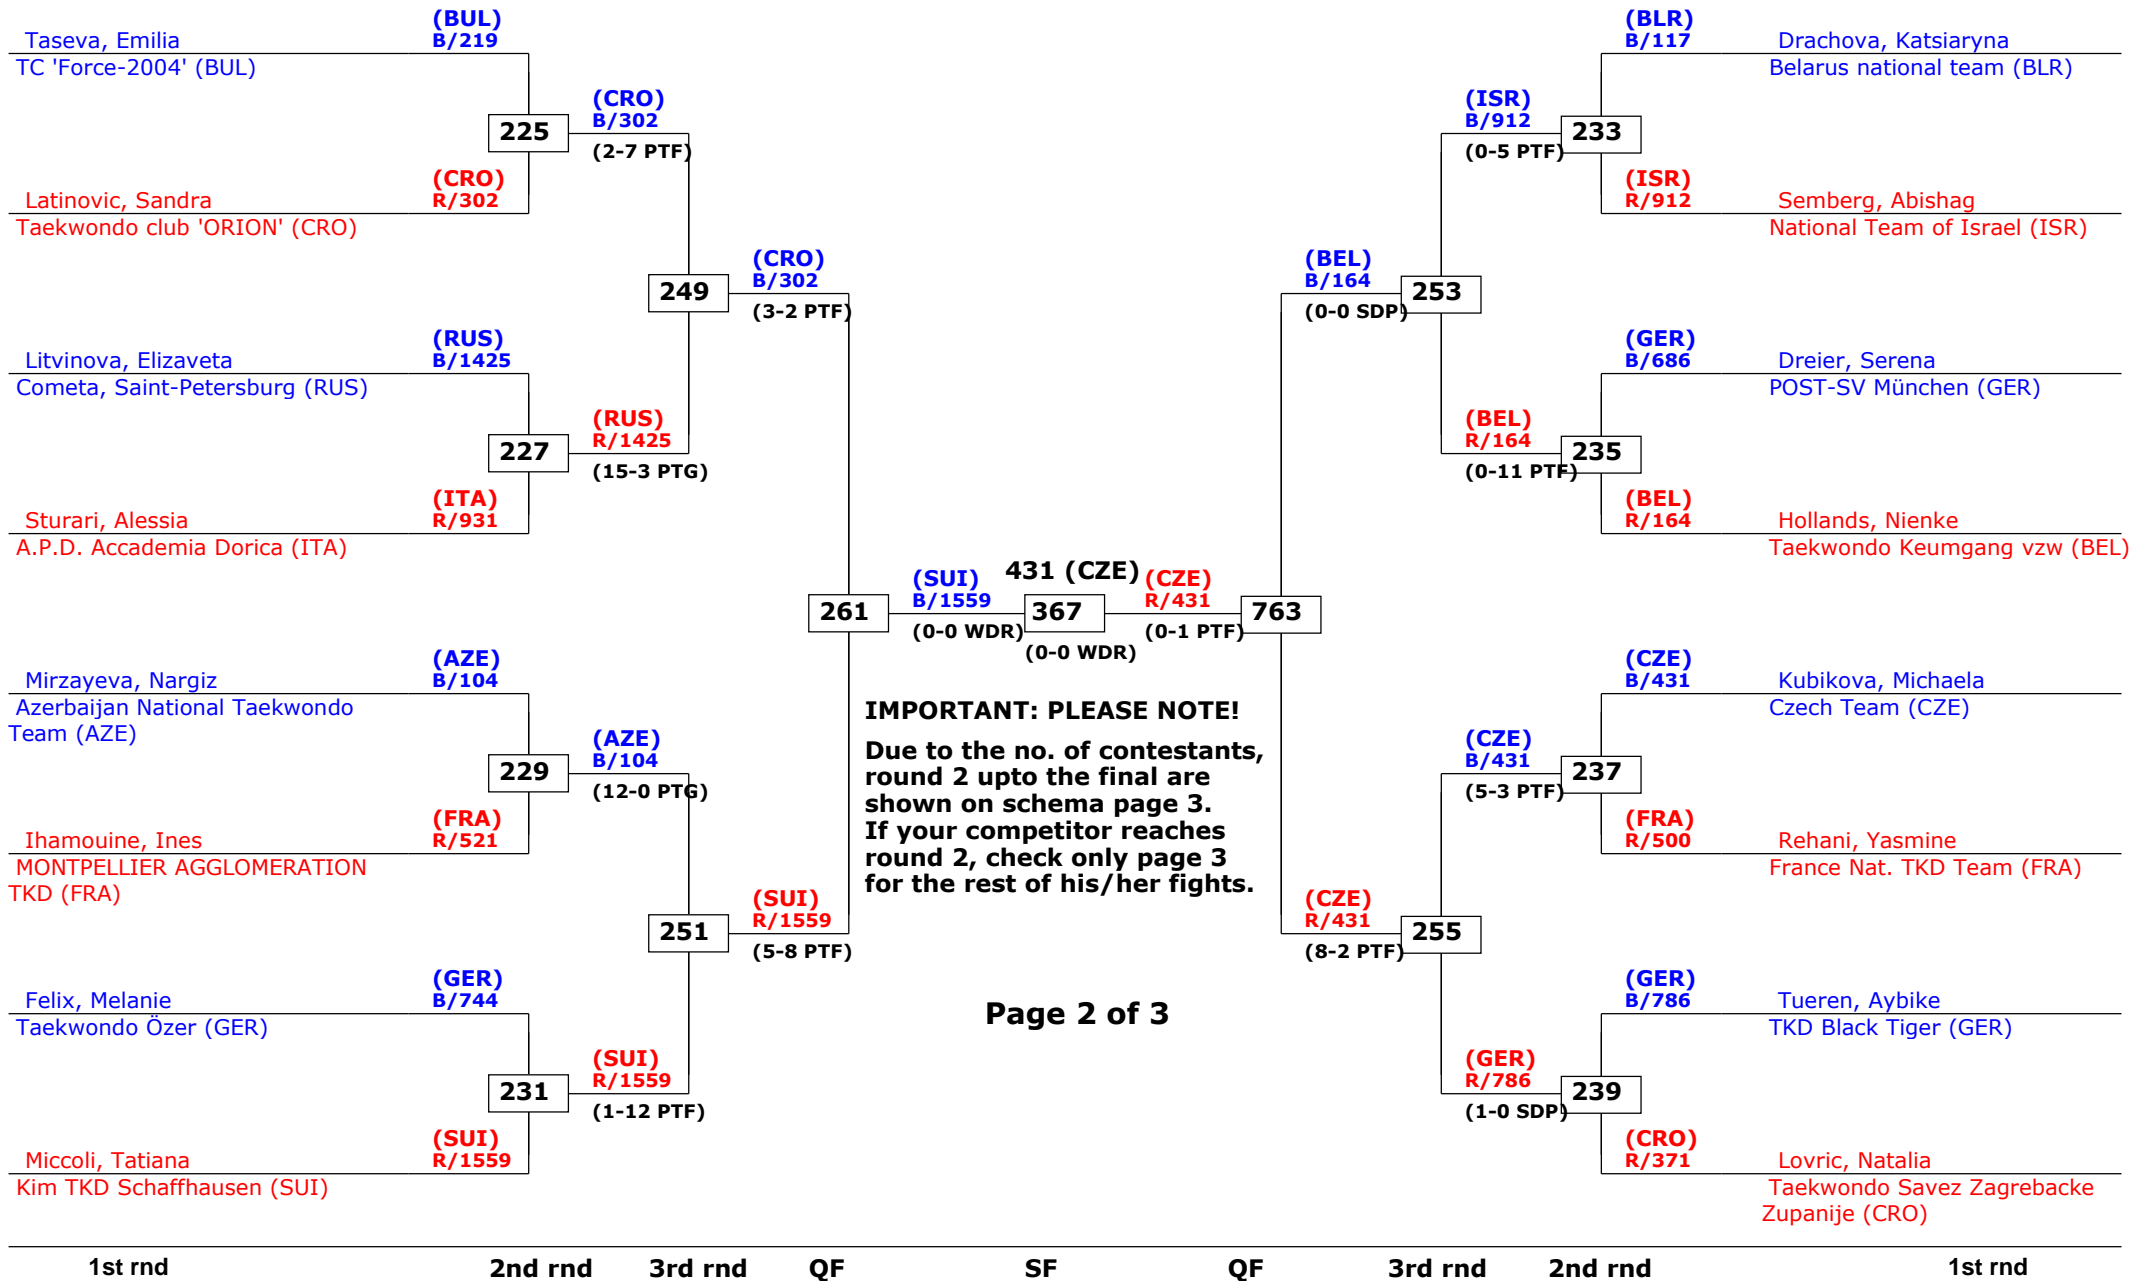 (BUL)
Taseva, Emilia
B/219
TC 'Force-2004' (BUL)
225
(CRO)
B/302
(2-7 PTF)
(CRO)
Latinovic, Sandra
R/302
Taekwondo club 'ORION' (CRO)
249
(CRO)
B/302
(3-2 PTF)
(RUS)
Litvinova, Elizaveta
B/1425
Cometa, Saint-Petersburg (RUS)
227
(RUS)
R/1425
(15-3 PTG)
(ITA)
Sturari, Alessia
R/931
A.P.D. Accademia Dorica (ITA)
261
(SUI)
B/1559
(0-0 WDR)
431 (CZE)
367
(0-0 WDR)
(CZE)
R/431
(0-1 PTF)
763
(AZE)
Mirzayeva, Nargiz
B/104
Azerbaijan National Taekwondo
Team (AZE)
229
(AZE)
B/104
(12-0 PTG)
(FRA)
Ihamouine, Ines
R/521
MONTPELLIER AGGLOMERATION
TKD (FRA)
251
(SUI)
R/1559
(5-8 PTF)
(GER)
Felix, Melanie
B/744
Taekwondo Özer (GER)
231
(SUI)
R/1559
(1-12 PTF)
(SUI)
Miccoli, Tatiana
R/1559
Kim TKD Schaffhausen (SUI)
IMPORTANT: PLEASE NOTE!
Due to the no. of contestants,
round 2 upto the final are
shown on schema page 3.
If your competitor reaches
round 2, check only page 3
for the rest of his/her fights.
Page 2 of 3
(BLR)
B/117
Drachova, Katsiaryna
Belarus national team (BLR)
(ISR)
B/912
(0-5 PTF)
233
(ISR)
R/912
Semberg, Abishag
National Team of Israel (ISR)
(BEL)
B/164
(0-0 SDP)
253
(GER)
B/686
Dreier, Serena
POST-SV München (GER)
(BEL)
R/164
(0-11 PTF)
235
(BEL)
R/164
Hollands, Nienke
Taekwondo Keumgang vzw (BEL)
(CZE)
B/431
Kubikova, Michaela
Czech Team (CZE)
(CZE)
B/431
(5-3 PTF)
237
(FRA)
R/500
Rehani, Yasmine
France Nat. TKD Team (FRA)
(CZE)
R/431
(8-2 PTF)
255
(GER)
B/786
Tueren, Aybike
TKD Black Tiger (GER)
(GER)
R/786
(1-0 SDP)
239
(CRO)
R/371
Lovric, Natalia
Taekwondo Savez Zagrebacke
Zupanije (CRO)
1st rnd 2nd rnd 3rd rnd QF SF QF 3rd rnd 2nd rnd 1st rnd